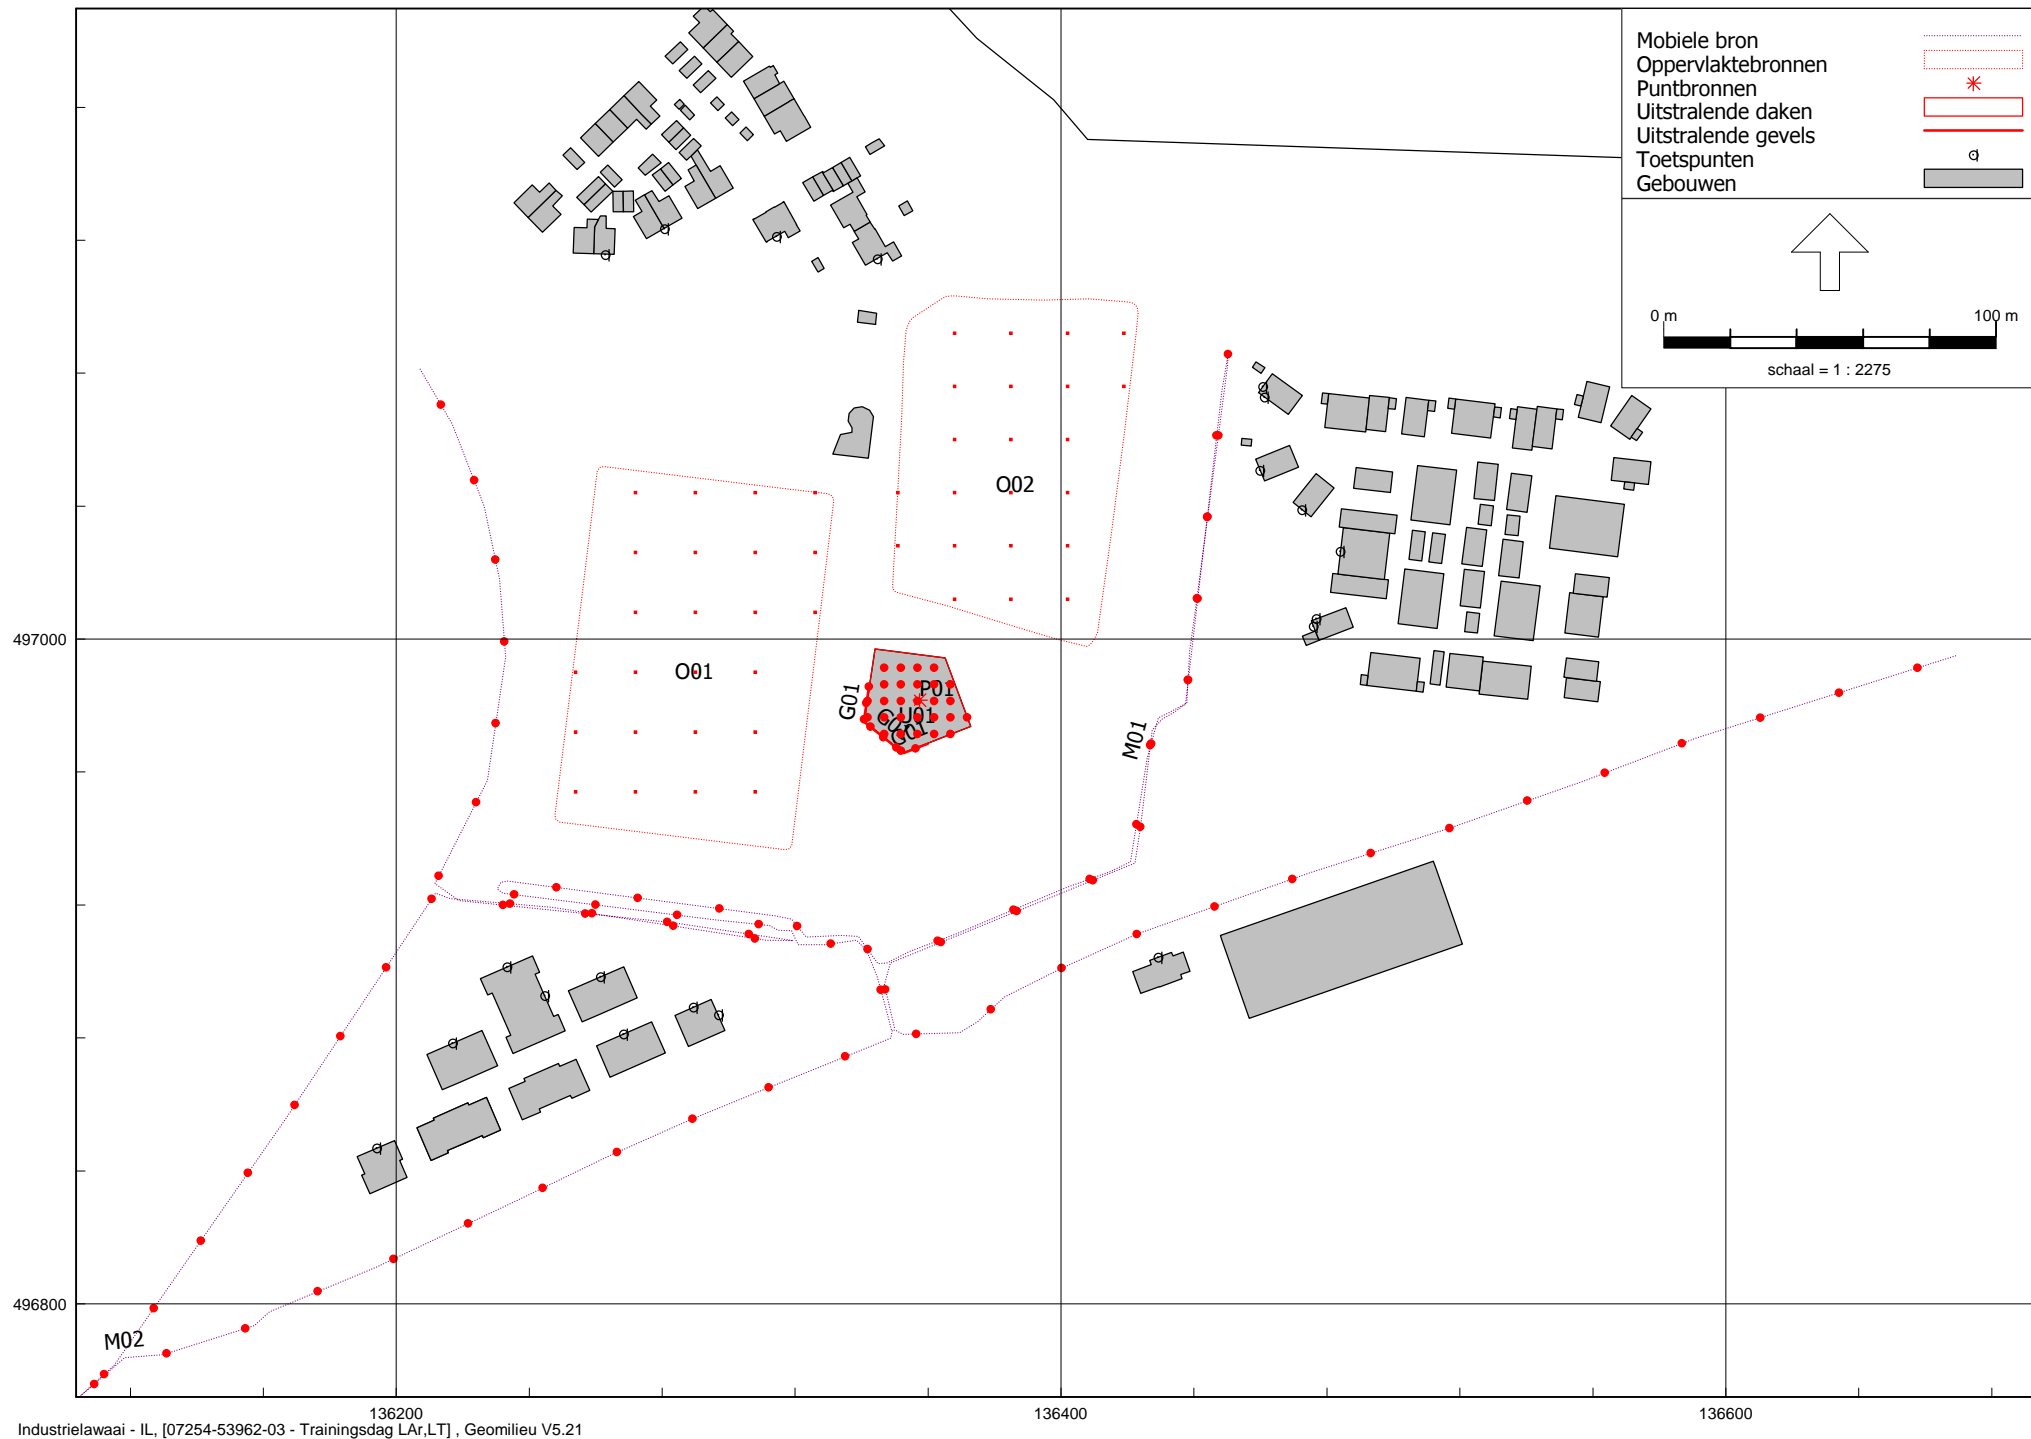 Mobiele bron
Oppervlaktebronnen
Puntbronnen
Uitstralende daken
Uitstralende gevels
Toetspunten
Gebouwen
0 m
100 m
schaal = 1 : 2275
O02
O01
497000
G01
P01
U01
G01
M01
496800
M02
136200
136400
136600
Industrielawaai - IL, [07254-53962-03 - Trainingsdag LAr,LT] , Geomilieu V5.21